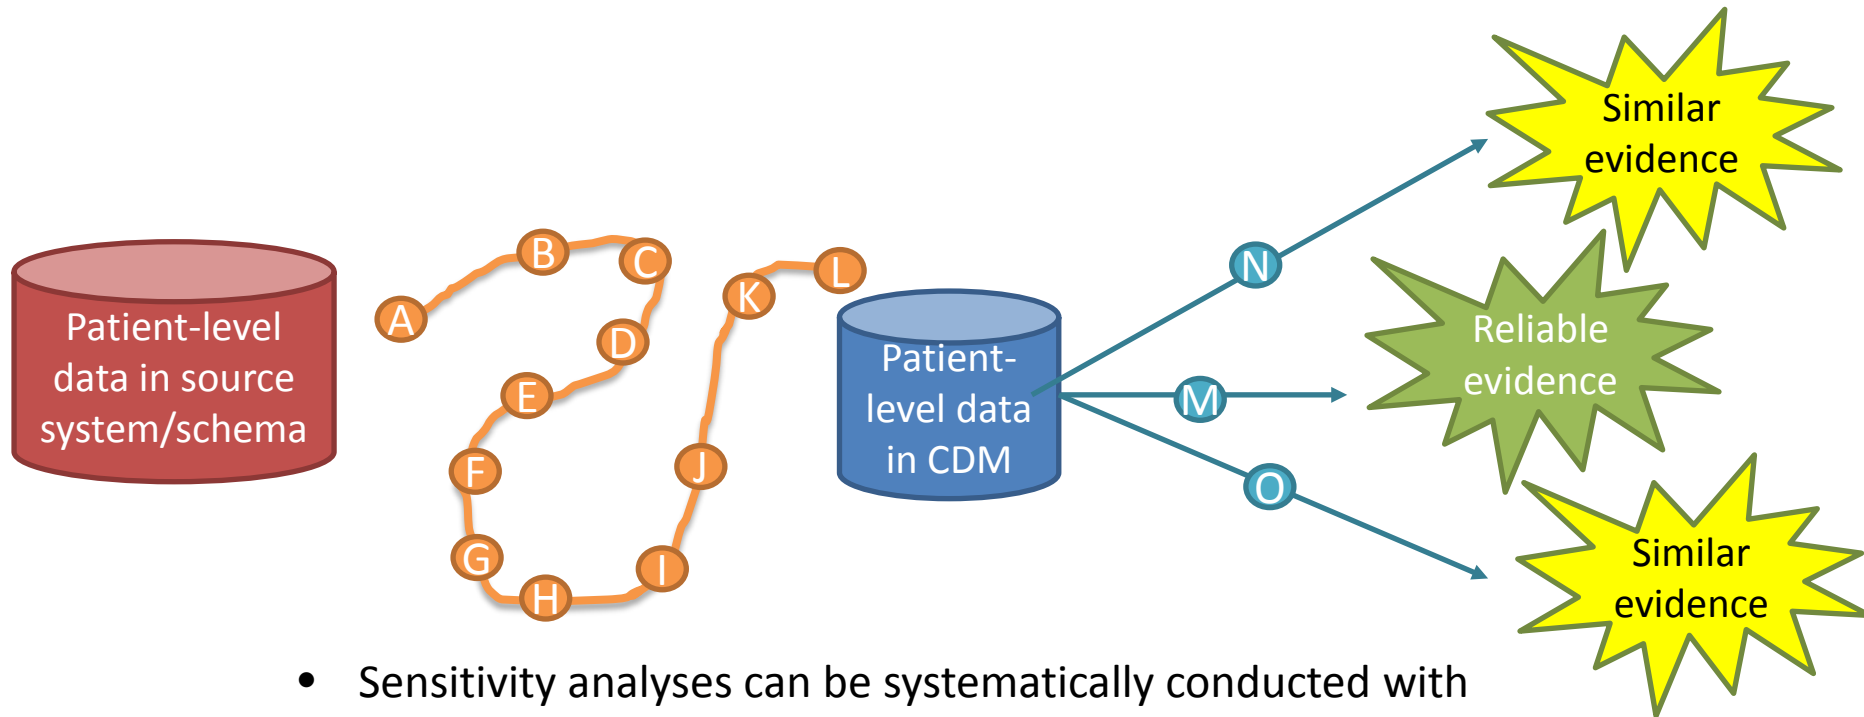 Patient-level
data in source
system/schema
A
B
C
D
E
F
G
H
I
J
K
L
Patient-
level data
in CDM
N
M
O
Similar
evidence
Reliable
evidence
Similar
evidence
• Sensitivity analyses can be systematically conducted with